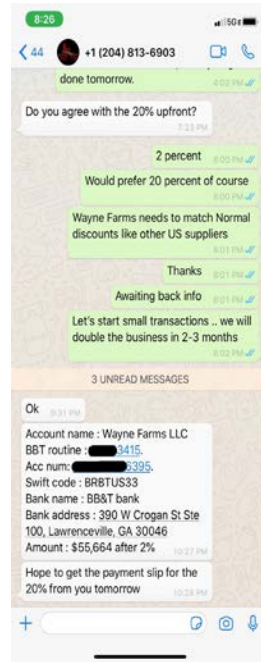 8:26
5GE
44
+1 (204) 813-6903
done tomorrow.
4:02 PM
Do you agree with the 20% upfront?
7:33 PM
2 percent
8:00 PM
Would prefer 20 percent of course
8:00 PM
Wayne Farms needs to match Normal
discounts like other US suppliers
8:01 PM
Thanks
8:01 PM
Awaiting back info
8:01 PM
Let's start small transactions .. we will
double the business in 2-3 months
8:02 PM
3 UNREAD MESSAGES
Ok
9:31 PM
Account name : Wayne Farms LLC
BBT routine : 3415.
Acc num: 6395.
Swift code : BRBTUS33
Bank name : BB&T bank
Bank address : 390 W Crogan St Ste
100, Lawrenceville, GA 30046
Amount : $55,664 after 2%
10:27 PM
Hope to get the payment slip for the
20% from you tomorrow
10:28 PM